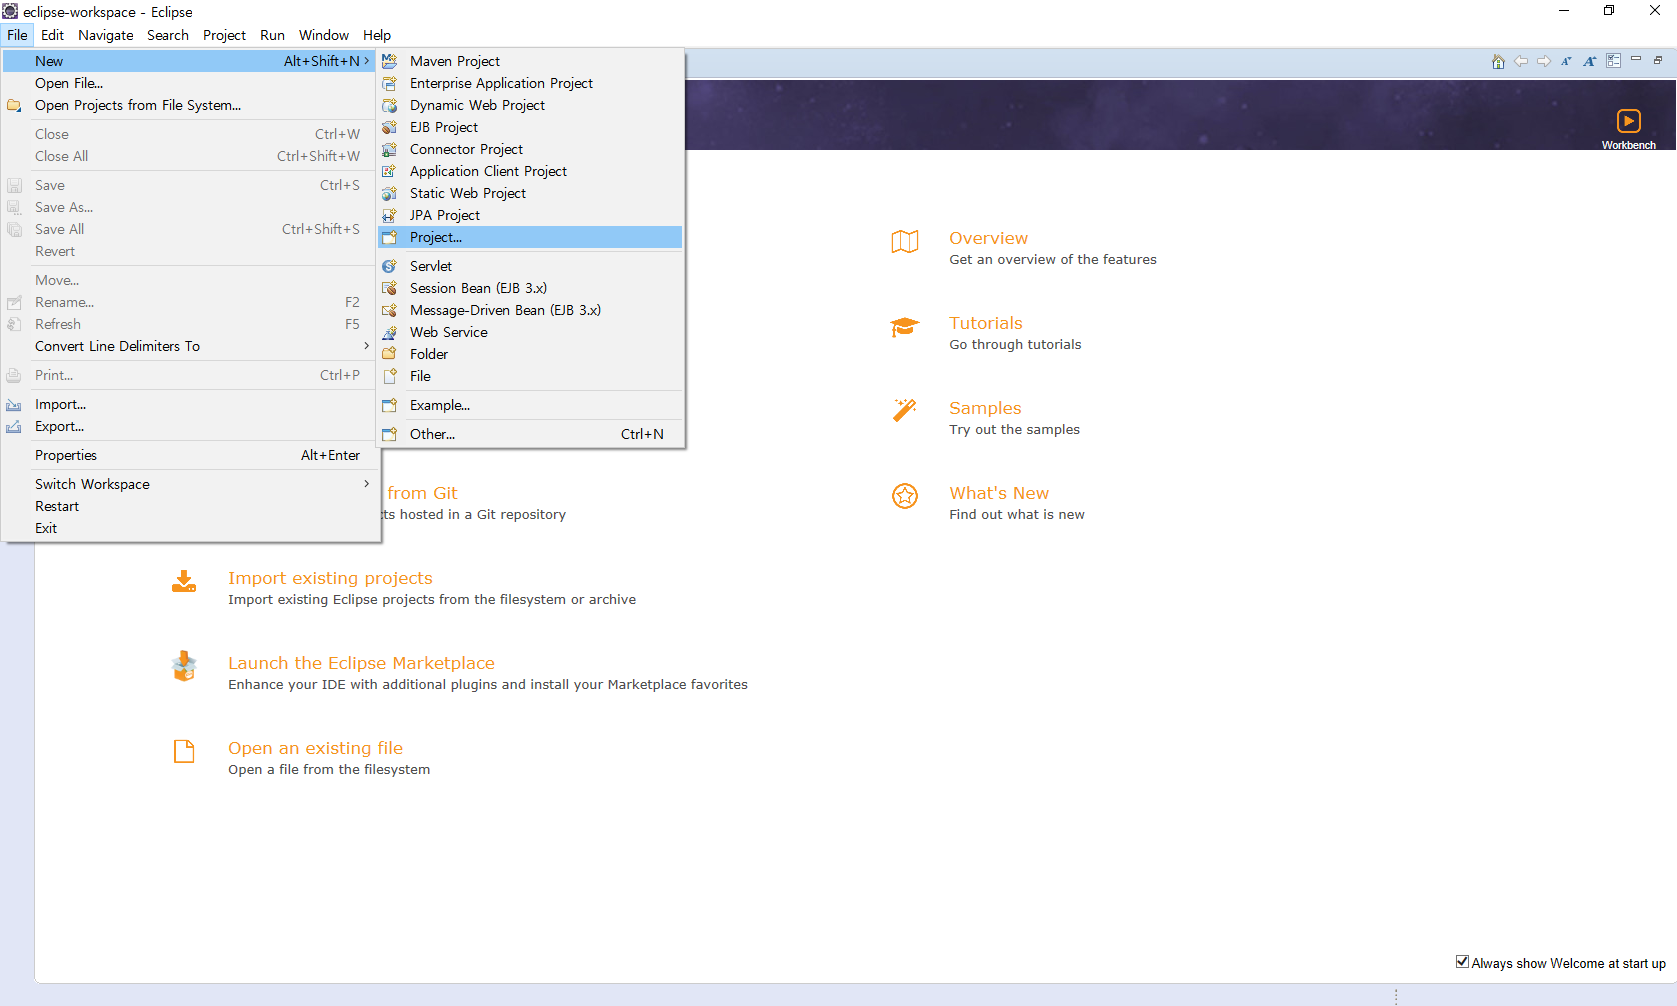 eclipse-workspace - Eclipse
File Edit Navigate Search Project Run Window Help
New Alt+Shift+N
Open File...
Open Projects from File System...
Close Ctrl+W
Close All Ctrl+Shift+W
Save Ctrl+S
Save As...
Save All Ctrl+Shift+S
Revert
Move...
Rename... F2
Refresh F5
Convert Line Delimiters To
Print... Ctrl+P
Import...
Export...
Properties Alt+Enter
Switch Workspace
Restart
Exit
Maven Project
Enterprise Application Project
Dynamic Web Project
EJB Project
Connector Project
Application Client Project
Static Web Project
JPA Project
Project...
Servlet
Session Bean (EJB 3.x)
Message-Driven Bean (EJB 3.x)
Web Service
Folder
File
Example...
Other... Ctrl+N
Workbench
from Git
hosted in a Git repository
Import existing projects
Import existing Eclipse projects from the filesystem or archive
Launch the Eclipse Marketplace
Enhance your IDE with additional plugins and install your Marketplace favorites
Open an existing file
Open a file from the filesystem
Overview
Get an overview of the features
Tutorials
Go through tutorials
Samples
Try out the samples
What's New
Find out what is new
Always show Welcome at start up